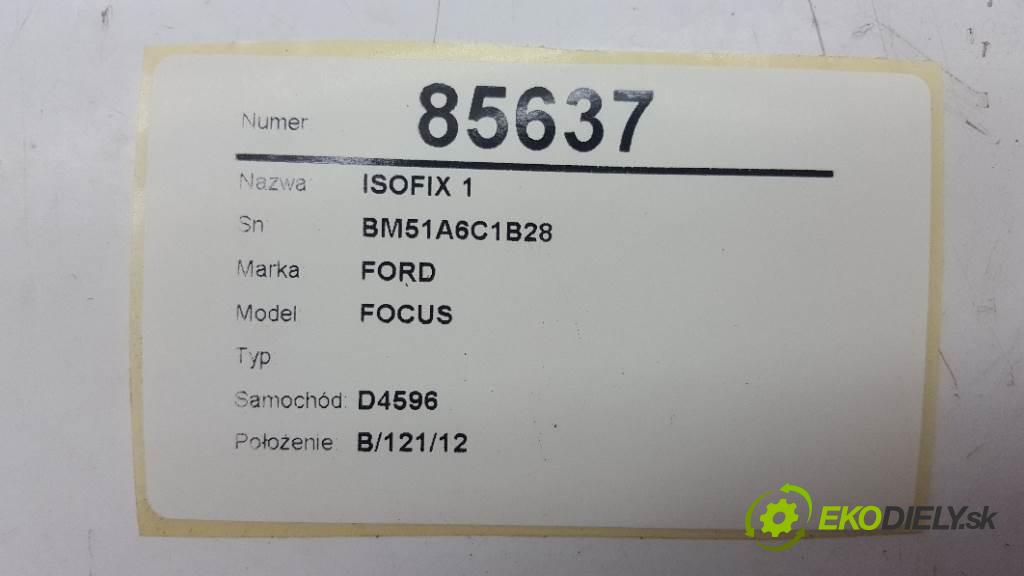 Numer 85637
Nazwa: ISOFIX 1
Sn: BM51A6C1B28
Marka FORD
Model: FOCUS
Typ
Samochód: D4596
Położenie: B/121/12
EKODIELY.sk